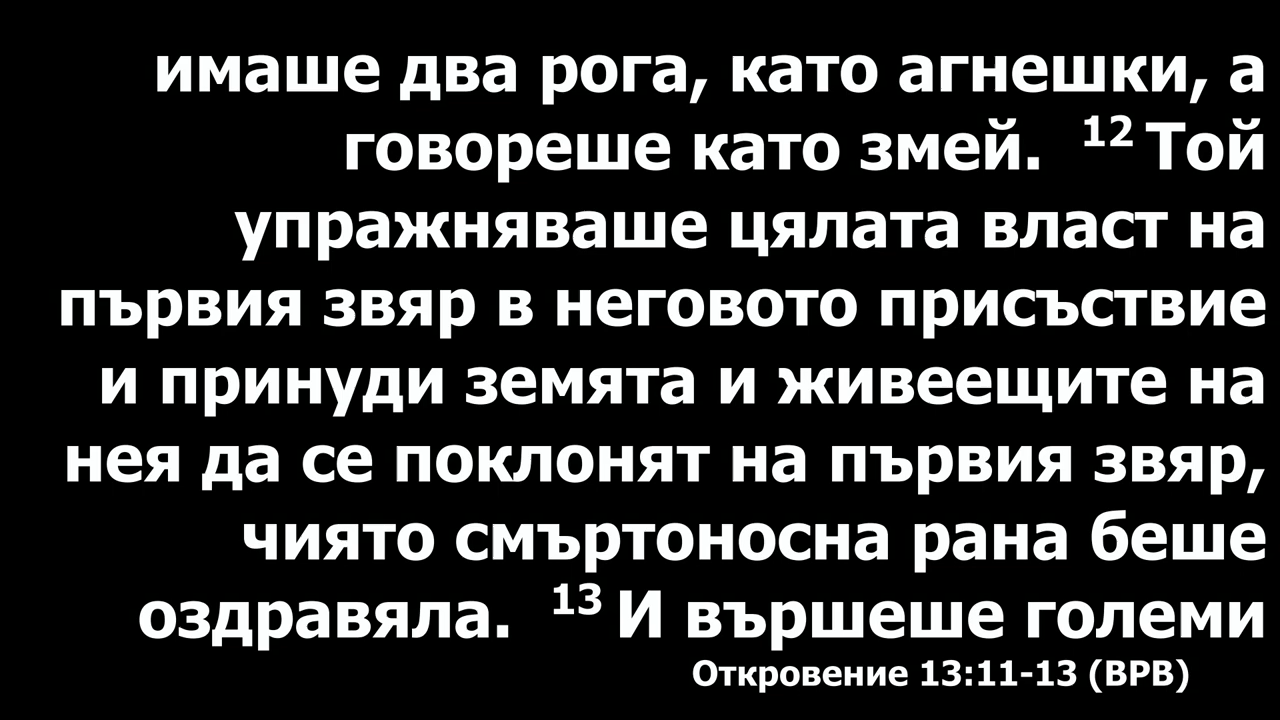 имаше два рога, като агнешки, а
говореше като змей. 12 Той
упражняваше цялата власт на
първия звяр в неговото присъствие
и принуди земята и живеещите на
нея да се поклонят на първия звяр,
чиято смъртоносна рана беше
оздравяла. 13 И вършеше големи
Откровение 13:11-13 (ВРВ)